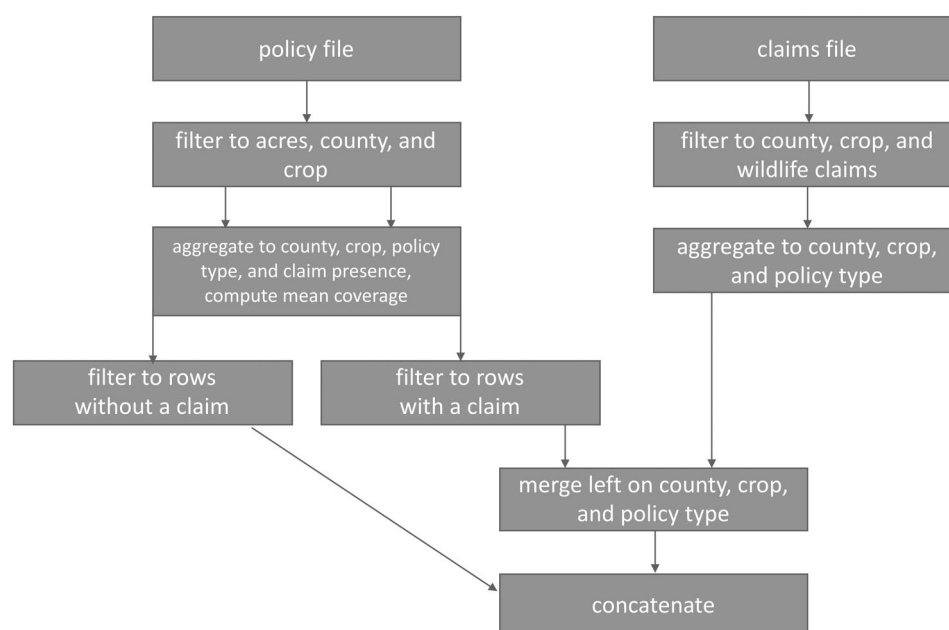 policy file
claims file
filter to acres, county, and
crop
filter to county, crop, and
wildlife claims
aggregate to county, crop, policy
type, and claim presence,
compute mean coverage
aggregate to county, crop,
and policy type
filter to rows
without a claim
filter to rows
with a claim
merge left on county, crop,
and policy type
concatenate